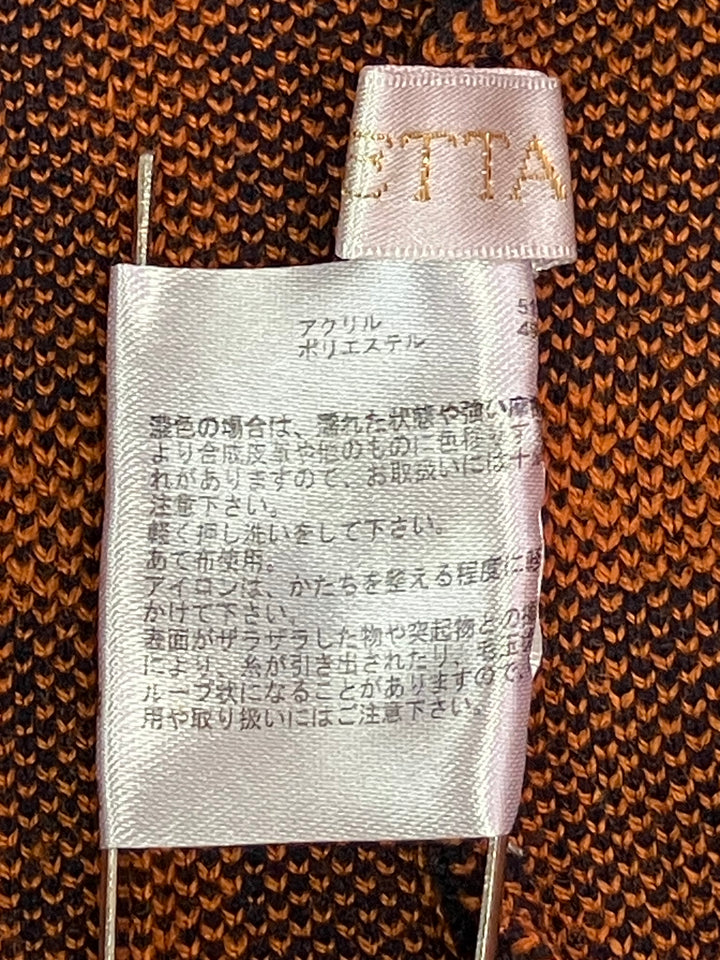 ETTA
アクリル
ポリエステル
濃色の場合は、濡れた状態や強い摩
より合成皮革や他のものに色移
れがありますので、お取扱いには十
注意下さい。
軽く押し洗いをして下さい。
あて布使用。
アイロンは、かたちを整える程度に
かけて下さい。
表面がザラザラした物や突起物との
により、糸が引き出されたり、毛
ループ状になることがありますので、
用や取り扱いにはご注意下さい。